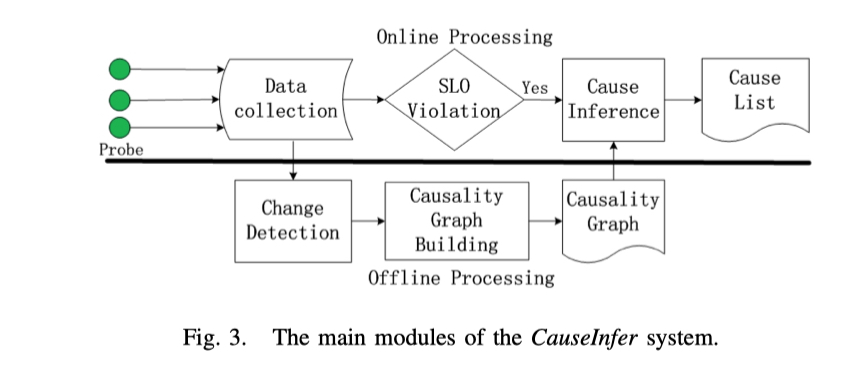 Online Processing
Data
collection
SLO
Violation
Yes
Cause
Inference
Cause
List
Probe
Change
Detection
Causality
Graph
Building
Causality
Graph
Offline Processing
Fig. 3. The main modules of the CauseInfer system.